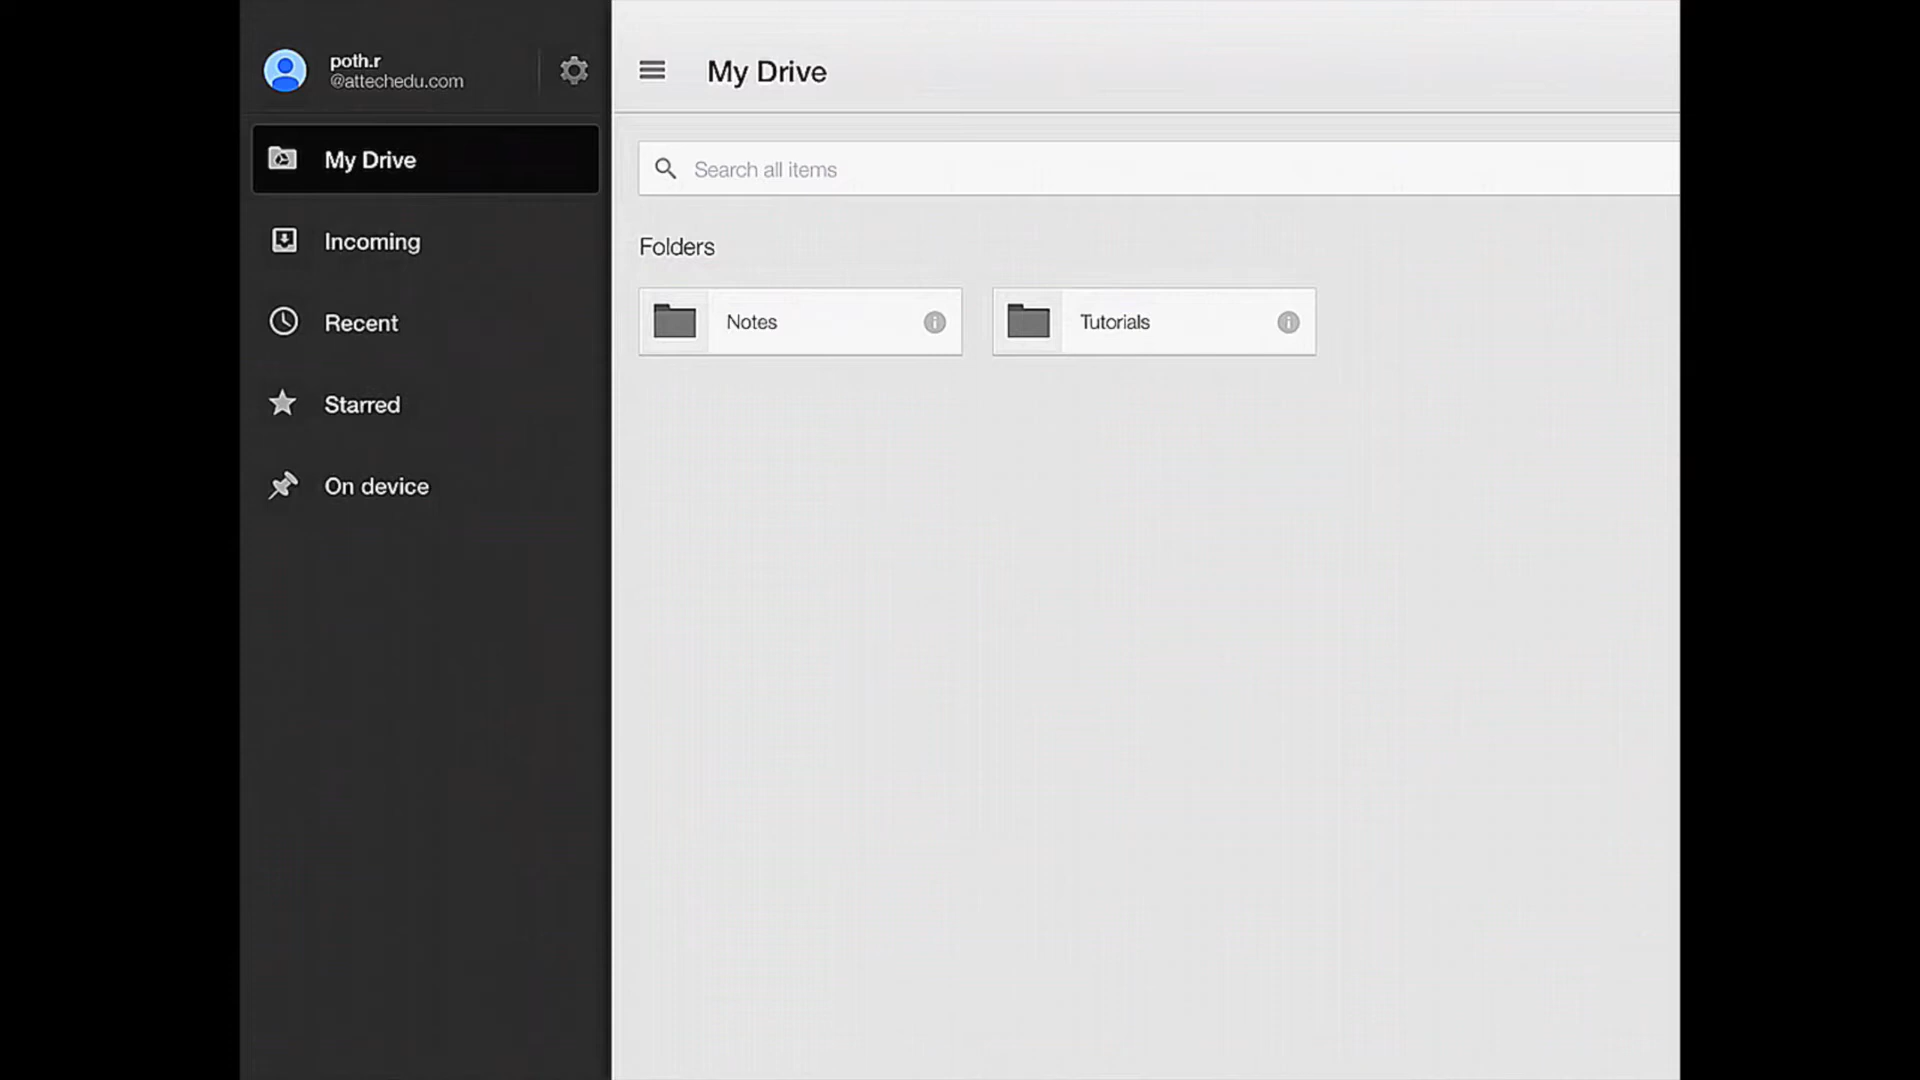 poth.r
@attechedu.com
My Drive
Incoming
Recent
Starred
On device
My Drive
Search all items
Folders
Notes
Tutorials